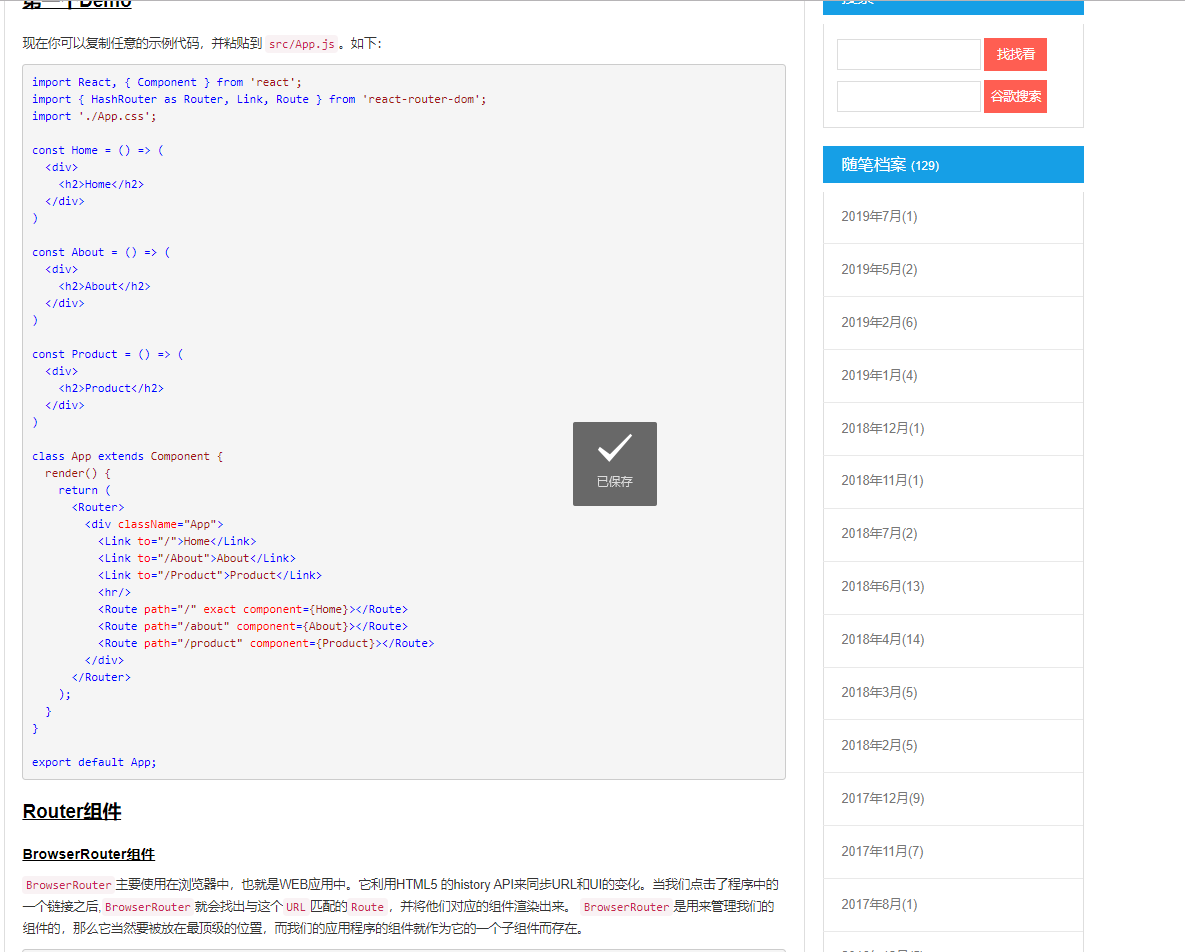 第一个Demo
现在你可以复制任意的示例代码，并粘贴到 src/App.js 。如下：
import React, { Component } from 'react';
import { HashRouter as Router, Link, Route } from 'react-router-dom';
import './App.css';
const Home = () => (
<div>
<h2>Home</h2>
</div>
)
const About = () => (
<div>
<h2>About</h2>
</div>
)
const Product = () => (
<div>
<h2>Product</h2>
</div>
)
class App extends Component {
render() {
return (
<Router>
<div className="App">
<Link to="/">Home</Link>
<Link to="/About">About</Link>
<Link to="/Product">Product</Link>
<hr/>
<Route path="/" exact component={Home}></Route>
<Route path="/about" component={About}></Route>
<Route path="/product" component={Product}></Route>
</div>
</Router>
);
}
}
export default App;
已保存
Router组件
BrowserRouter组件
BrowserRouter 主要使用在浏览器中，也就是WEB应用中。它利用HTML5 的history API来同步URL和UI的变化。当我们点击了程序中的
一个链接之后, BrowserRouter 就会找出与这个 URL 匹配的 Route ，并将他们对应的组件渲染出来。 BrowserRouter 是用来管理我们的
组件的，那么它当然要被放在最顶级的位置，而我们的应用程序的组件就作为它的一个子组件而存在。
搜索
找找看
谷歌搜索
随笔档案 (129)
2019年7月(1)
2019年5月(2)
2019年2月(6)
2019年1月(4)
2018年12月(1)
2018年11月(1)
2018年7月(2)
2018年6月(13)
2018年4月(14)
2018年3月(5)
2018年2月(5)
2017年12月(9)
2017年11月(7)
2017年8月(1)